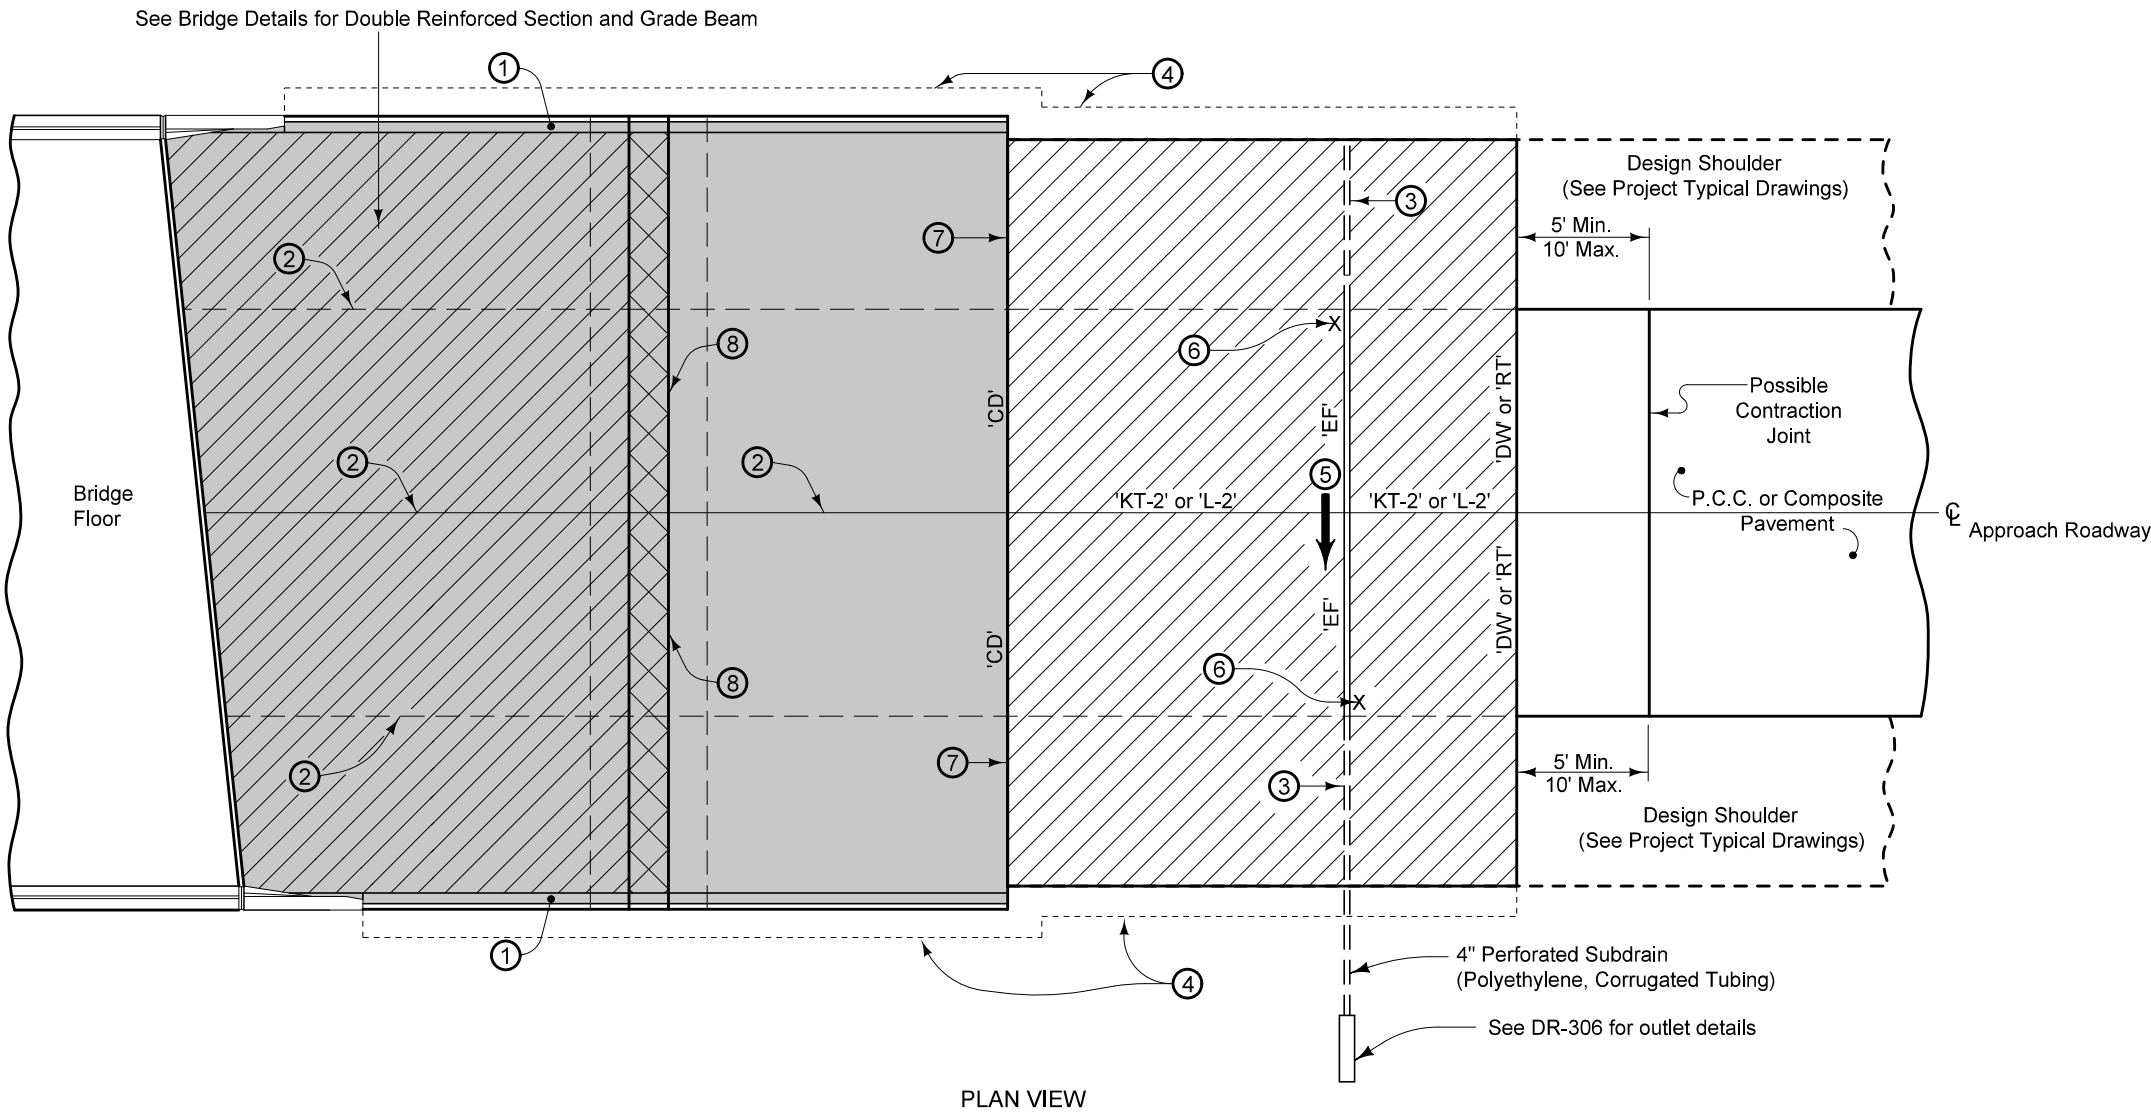 See Bridge Details for Double Reinforced Section and Grade Beam
1
4
Design Shoulder
(See Project Typical Drawings)
3
7
5' Min.
10' Max.
2
6
8
'CD'
'EF'
'DW' or 'RT'
Possible
Contraction
Joint
2
2
5
Bridge
Floor
'KT-2' or 'L-2'
'KT-2' or 'L-2'
P.C.C. or Composite
Pavement
CL
Approach Roadway
'CD'
'EF'
'DW' or 'RT'
6
8
2
7
3
5' Min.
10' Max.
Design Shoulder
(See Project Typical Drawings)
1
4
4" Perforated Subdrain
(Polyethylene, Corrugated Tubing)
See DR-306 for outlet details
PLAN VIEW